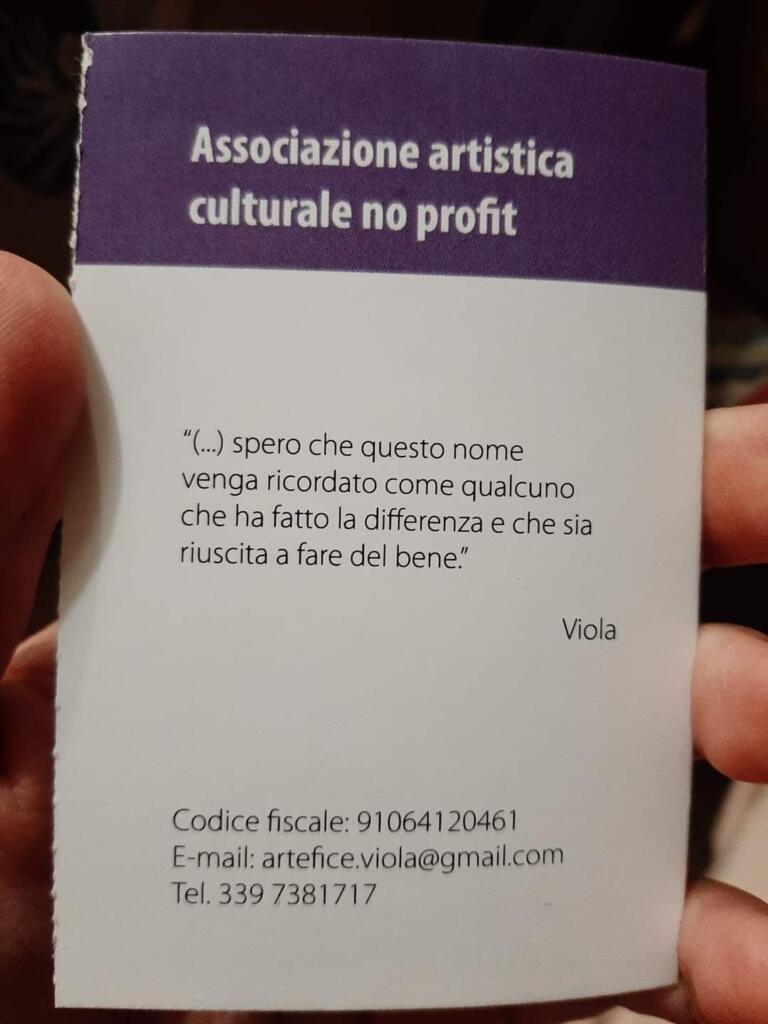 Associazione artistica
culturale no profit
“(...) spero che questo nome
venga ricordato come qualcuno
che ha fatto la differenza e che sia
riuscita a fare del bene.”
Viola
Codice fiscale: 91064120461
E-mail: artefice.viola@gmail.com
Tel. 339 7381717